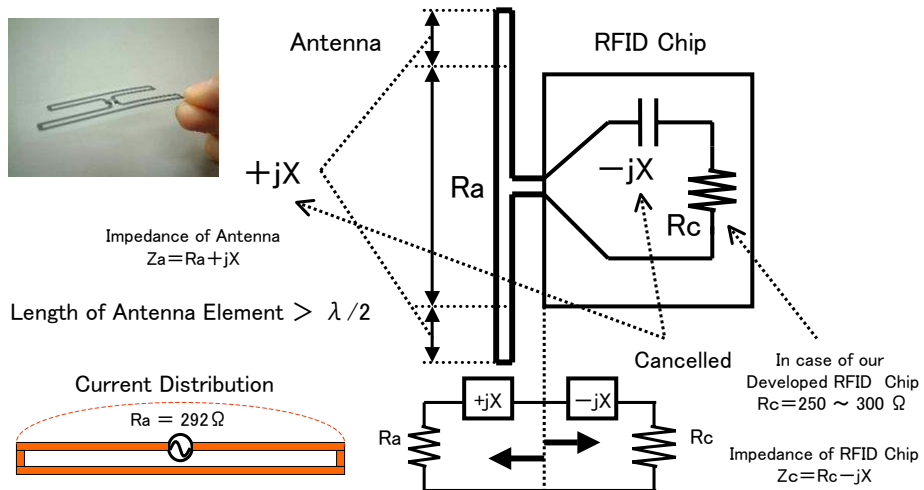 Antenna
RFID Chip
+jX
Ra
−jX
Rc
Impedance of Antenna
Za=Ra+jX
Length of Antenna Element > λ/2
Cancelled
In case of our
Developed RFID Chip
Rc=250 ~ 300 Ω
Current Distribution
Ra = 292Ω
+jX
−jX
Ra
Rc
Impedance of RFID Chip
Zc=Rc−jX